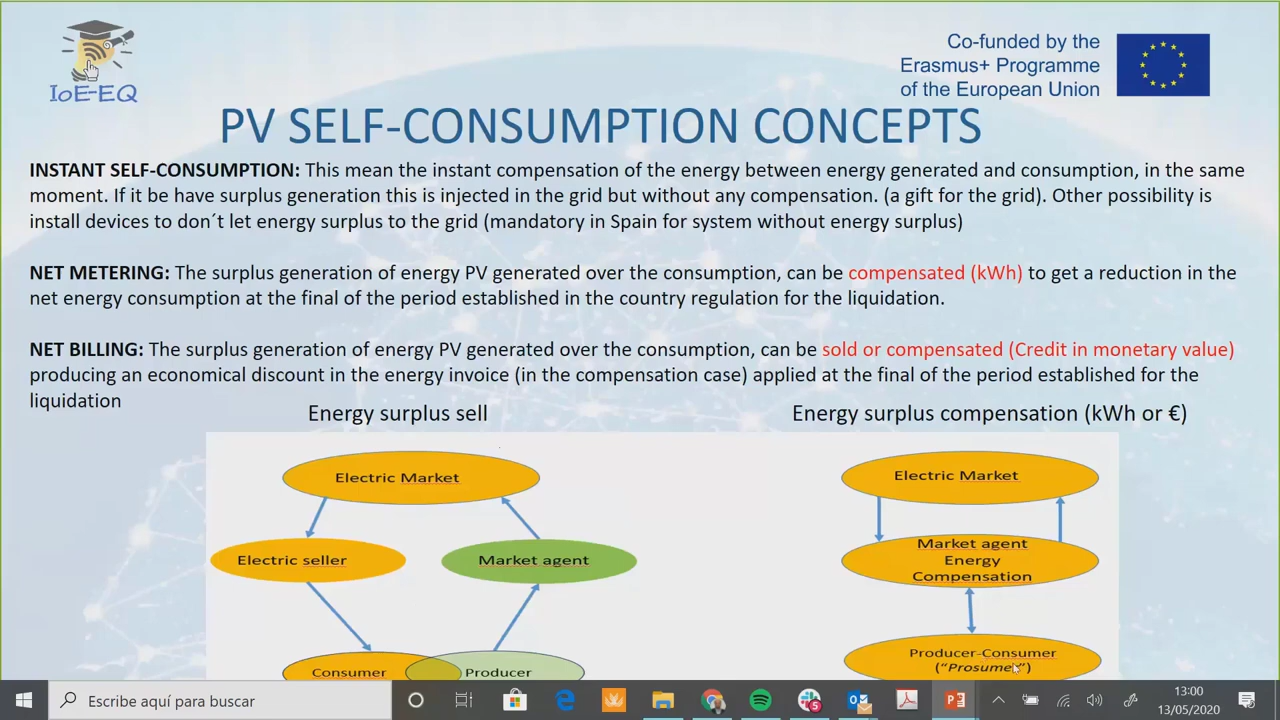 IoE-EQ
Co-funded by the
Erasmus+ Programme
of the European Union
PV SELF-CONSUMPTION CONCEPTS
INSTANT SELF-CONSUMPTION: This mean the instant compensation of the energy between energy generated and consumption, in the same
moment. If it be have surplus generation this is injected in the grid but without any compensation. (a gift for the grid). Other possibility is
install devices to don´t let energy surplus to the grid (mandatory in Spain for system without energy surplus)
NET METERING: The surplus generation of energy PV generated over the consumption, can be compensated (kWh) to get a reduction in the
net energy consumption at the final of the period established in the country regulation for the liquidation.
NET BILLING: The surplus generation of energy PV generated over the consumption, can be sold or compensated (Credit in monetary value)
producing an economical discount in the energy invoice (in the compensation case) applied at the final of the period established for the
liquidation
Energy surplus sell
Energy surplus compensation (kWh or €)
Electric Market
Electric seller
Market agent
Consumer
Producer
Electric Market
Market agent
Energy
Compensation
Producer-Consumer
("Prosumer")
Escribe aquí para buscar
13:00
13/05/2020